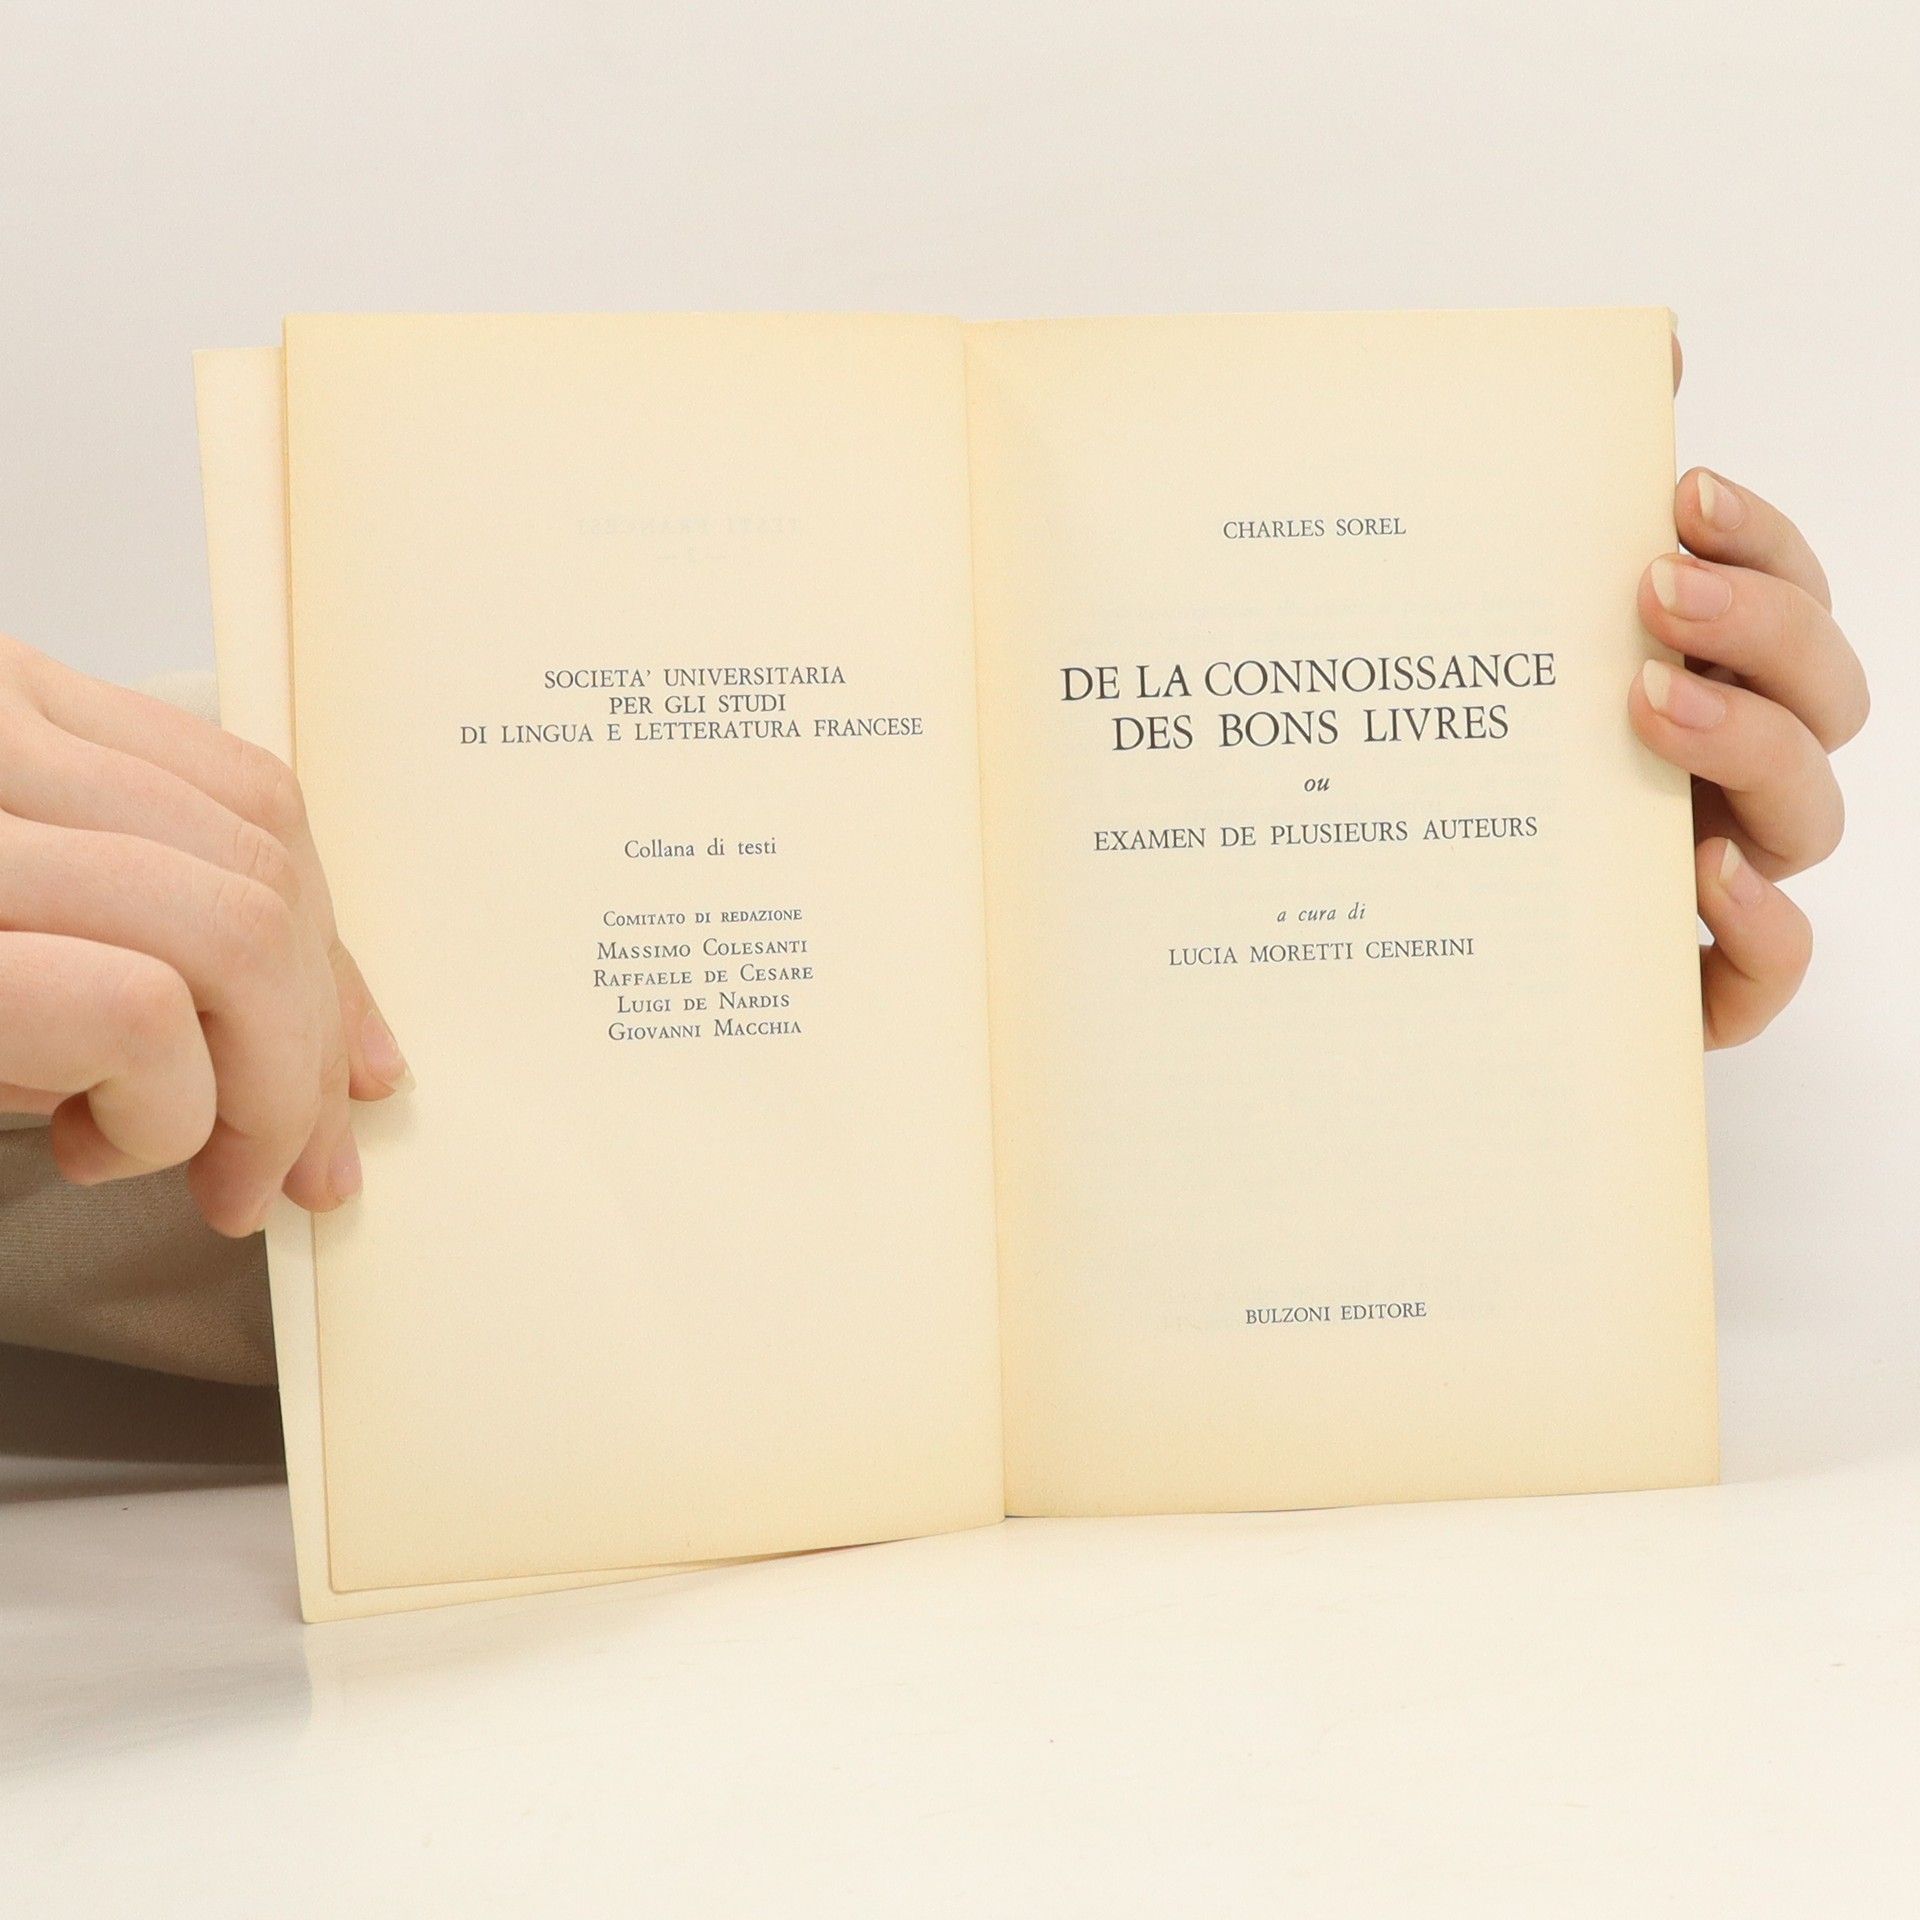 SOCIETA' UNIVERSITARIA
PER GLI STUDI
DI LINGUA E LETTERATURA FRANCESE
Collana di testi
COMITATO DI REDAZIONE
MASSIMO COLESANTI
RAFFAELE DE CESARE
LUIGI DE NARDIS
GIOVANNI MACCHIA
CHARLES SOREL
DE LA CONNOISSANCE
DES BONS LIVRES
ou
EXAMEN DE PLUSIEURS AUTEURS
a cura di
LUCIA MORETTI CENERINI
BULZONI EDITORE